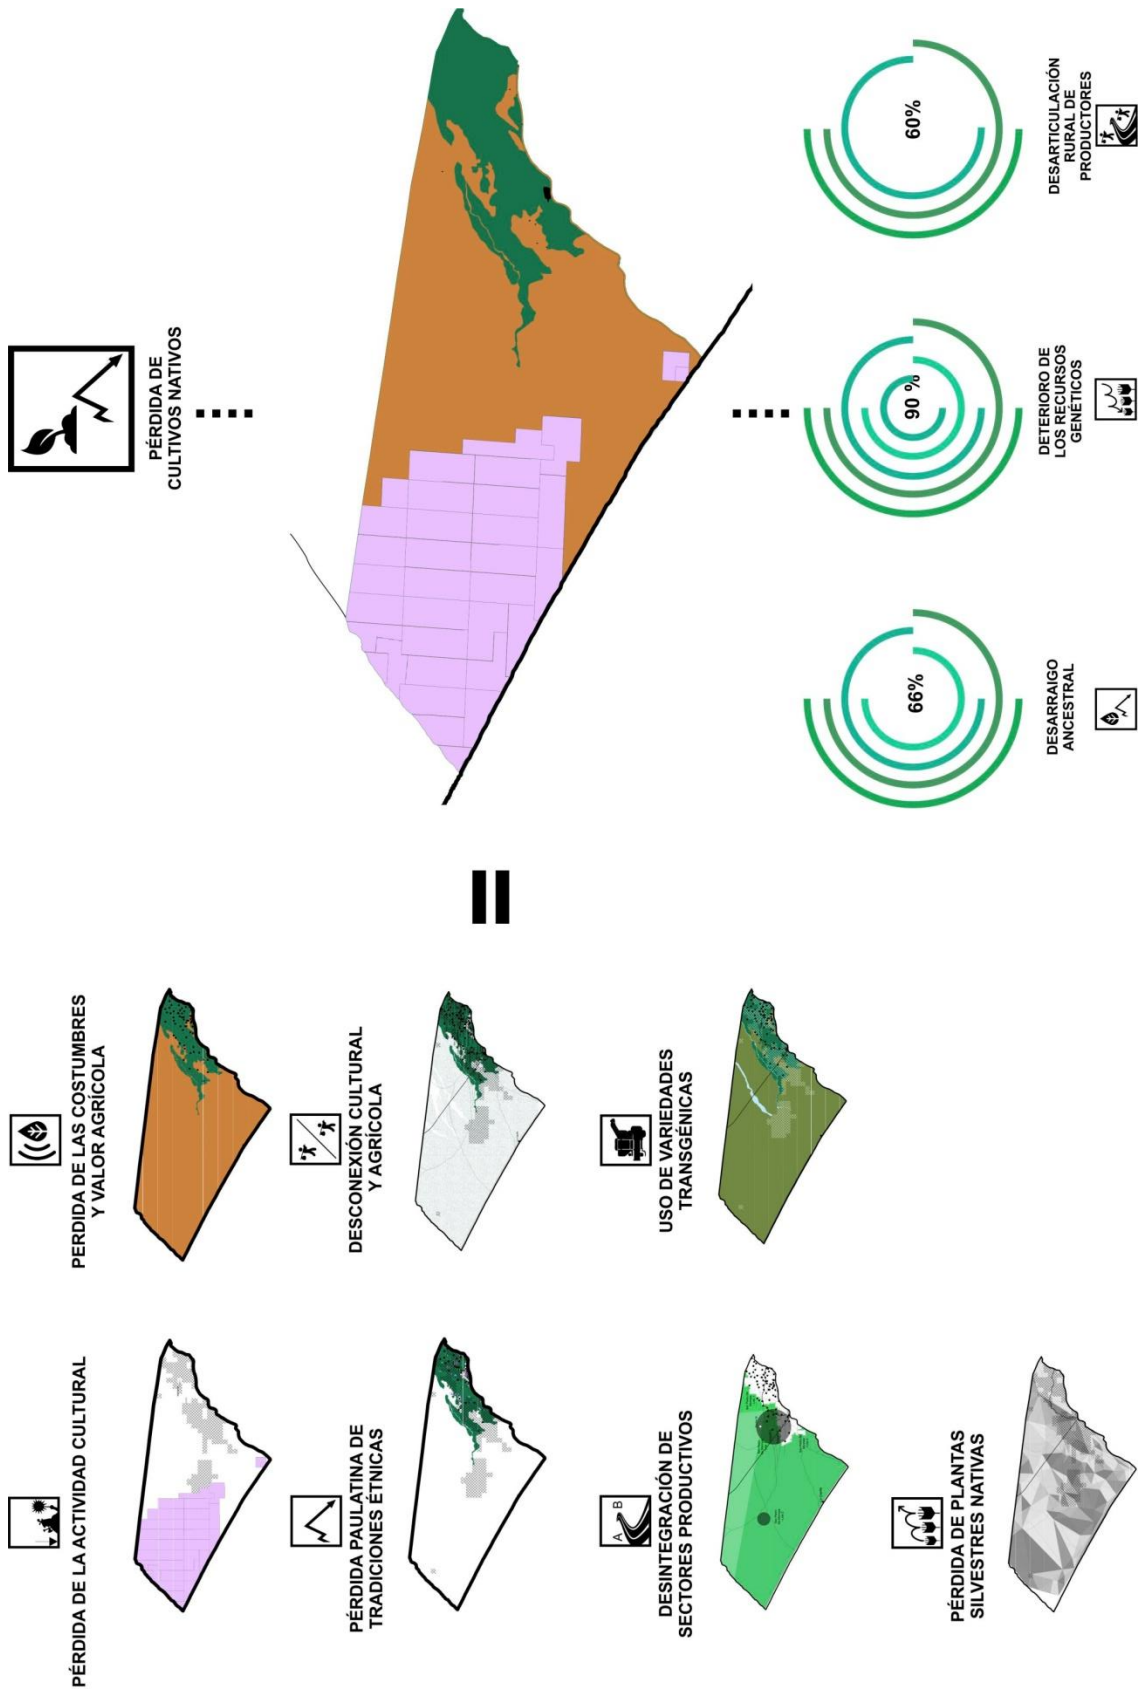 PÉRDIDA DE LA ACTIVIDAD CULTURAL
PERDIDA DE LAS COSTUMBRES
Y VALOR AGRÍCOLA
PÉRDIDA PAULATINA DE
TRADICIONES ÉTNICAS
DESCONEXIÓN CULTURAL
Y AGRÍCOLA
A
B
DESINTEGRACIÓN DE
SECTORES PRODUCTIVOS
USO DE VARIEDADES
TRANSGÉNICAS
PÉRDIDA DE PLANTAS
SILVESTRES NATIVAS
=
PÉRDIDA DE
CULTIVOS NATIVOS
66%
DESARRAIGO
ANCESTRAL
90 %
DETERIORO DE
LOS RECURSOS
GENÉTICOS
60%
DESARTICULACIÓN
RURAL DE
PRODUCTORES